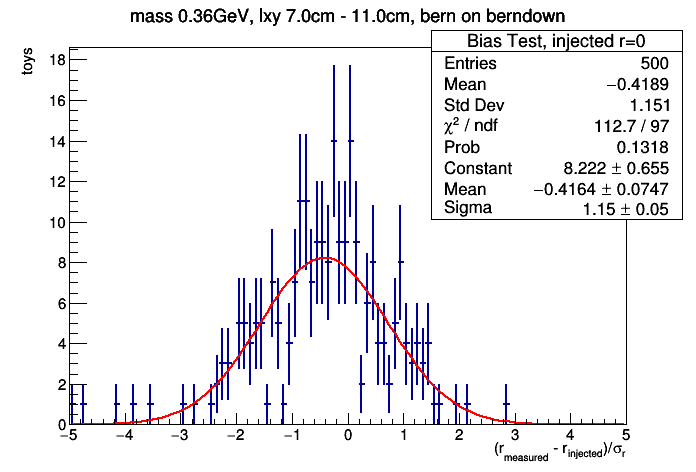 mass 0.36GeV, lxy 7.0cm - 11.0cm, bern on berndown
Bias Test, injected r=0
Entries 500
Mean −0.4189
Std Dev 1.151
χ² / ndf 112.7 / 97
Prob 0.1318
Constant 8.222 ± 0.655
Mean −0.4164 ± 0.0747
Sigma 1.15 ± 0.05
toys
18
16
14
12
10
8
6
4
2
0
−5 −4 −3 −2 −1 0 1 2 3 4 5
(r_measured - r_injected)/σ_r